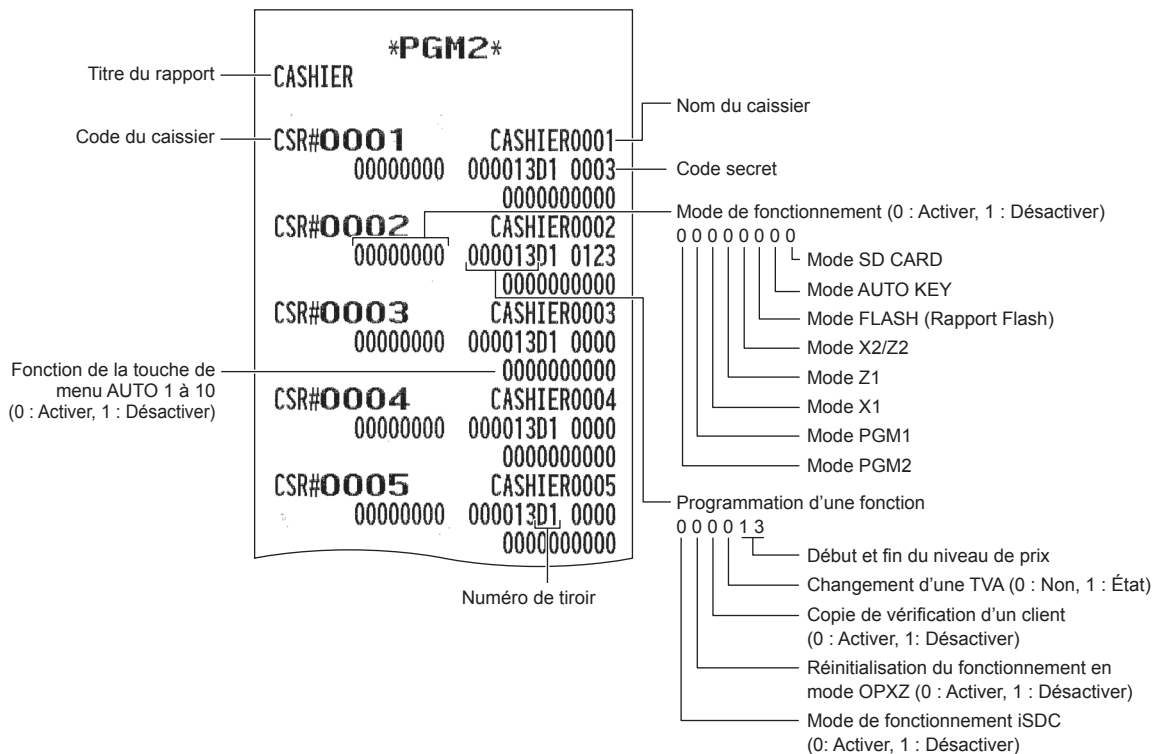 *PGM2*
Titre du rapport
CASHIER
Nom du caissier
Code du caissier
CSR#0001 CASHIER0001
00000000 000013D1 0003
Code secret
0000000000
Mode de fonctionnement (0 : Activer, 1 : Désactiver)
CSR#0002 CASHIER0002
0 0 0 0 0 0 0 0
00000000 000013D1 0123
Mode SD CARD
0000000000
Mode AUTO KEY
CSR#0003 CASHIER0003
Mode FLASH (Rapport Flash)
00000000 000013D1 0000
Mode X2/Z2
Fonction de la touche de
menu AUTO 1 à 10
(0 : Activer, 1 : Désactiver)
0000000000
Mode Z1
CSR#0004 CASHIER0004
Mode X1
00000000 000013D1 0000
Mode PGM1
0000000000
Mode PGM2
CSR#0005 CASHIER0005
Programmation d'une fonction
00000000 000013D1 0000
0 0 0 0 1 3
0000000000
Début et fin du niveau de prix
Numéro de tiroir
Changement d'une TVA (0 : Non, 1 : État)
Copie de vérification d'un client
(0 : Activer, 1: Désactiver)
Réinitialisation du fonctionnement en
mode OPXZ (0 : Activer, 1 : Désactiver)
Mode de fonctionnement iSDC
(0: Activer, 1 : Désactiver)